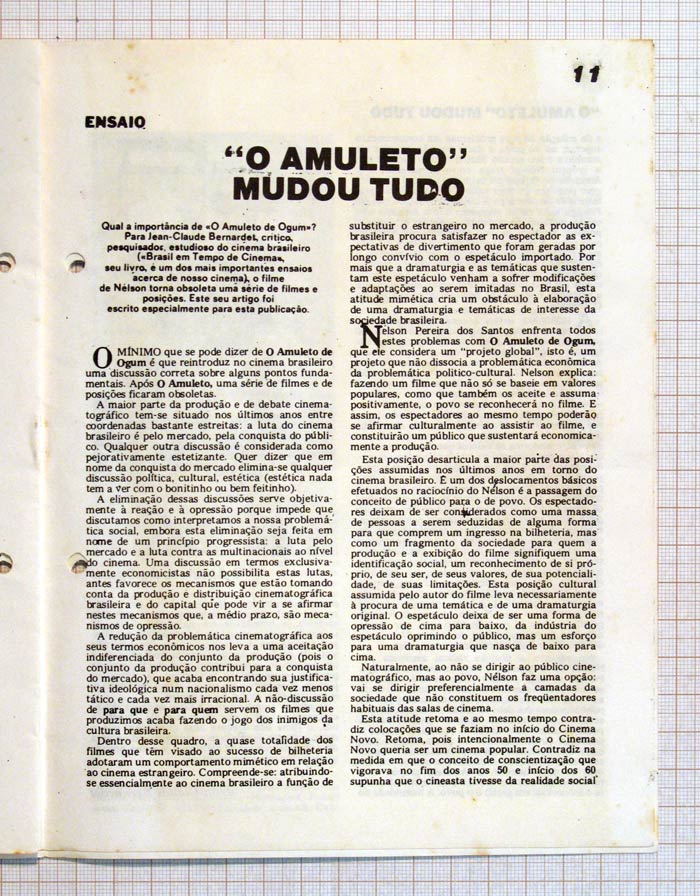 11
ENSAIO
“O AMULETO”
MUDOU TUDO
Qual a importância de «O Amuleto de Ogum»?
Para Jean-Claude Bernardet, crítico,
pesquisador, estudioso do cinema brasileiro
(«Brasil em Tempo de Cinema»,
seu livro, é um dos mais importantes ensaios
acerca de nosso cinema), o filme
de Nélson torna obsoleta uma série de filmes e
posições. Este seu artigo foi
escrito especialmente para esta publicação.
O MÍNIMO que se pode dizer de O Amuleto de
Ogum é que reintroduz no cinema brasileiro
uma discussão correta sobre alguns pontos funda-
mentais. Após O Amuleto, uma série de filmes e de
posições ficaram obsoletas.
A maior parte da produção e de debate cinema-
tográfico tem-se situado nos últimos anos entre
coordenadas bastante estreitas: a luta do cinema
brasileiro é pelo mercado, pela conquista do públi-
co. Qualquer outra discussão é considerada como
pejorativamente estetizante. Quer dizer que em
nome da conquista do mercado elimina-se qualquer
discussão política, cultural, estética (estética nada
tem a ver com o bonitinho ou bem feitinho).
A eliminação dessas discussões serve objetiva-
mente à reação e à opressão porque impede que
discutamos como interpretamos a nossa problemá-
tica social, embora esta eliminação seja feita em
nome de um princípio progressista: a luta pelo
mercado e a luta contra as multinacionais ao nível
do cinema. Uma discussão em termos exclusiva-
mente economicistas não possibilita estas lutas,
antes favorece os mecanismos que estão tomando
conta da produção e distribuição cinematográfica
brasileira e do capital que pode vir a se afirmar
nestes mecanismos que, a médio prazo, são meca-
nismos de opressão.
A redução da problemática cinematográfica aos
seus termos econômicos nos leva a uma aceitação
indiferenciada do conjunto da produção (pois o
conjunto da produção contribui para a conquista
do mercado), que acaba encontrando sua justifica-
tiva ideológica num nacionalismo cada vez menos
tático e cada vez mais irracional. A não-discussão
de para que e para quem servem os filmes que
produzimos acaba fazendo o jogo dos inimigos da
cultura brasileira.
Dentro desse quadro, a quase totalidade dos
filmes que têm visado ao sucesso de bilheteria
adotaram um comportamento mimético em relação
ao cinema estrangeiro. Compreende-se: atribuindo-
se essencialmente ao cinema brasileiro a função de
substituir o estrangeiro no mercado, a produção
brasileira procura satisfazer no espectador as ex-
pectativas de divertimento que foram geradas por
longo convívio com o espetáculo importado. Por
mais que a dramaturgia e as temáticas que susten-
tam este espetáculo venham a sofrer modificações
e adaptações ao serem imitadas no Brasil, esta
atitude mimética cria um obstáculo à elaboração
de uma dramaturgia e temáticas de interesse da
sociedade brasileira.
Nelson Pereira dos Santos enfrenta todos
estes problemas com O Amuleto de Ogum,
que ele considera um "projeto global", isto é, um
projeto que não dissocia a problemática econômica
da problemática político-cultural. Nelson explica:
fazendo um filme que não só se baseie em valores
populares, como também os aceite e assuma
positivamente, o povo se reconhecerá no filme. E
assim, os espectadores ao mesmo tempo poderão
se afirmar culturalmente ao assistir ao filme, e
constituirão um público que sustentará economica-
mente a produção.
Esta posição desarticula a maior parte das posi-
ções assumidas nos últimos anos em torno do
cinema brasileiro. É um dos deslocamentos básicos
efetuados no raciocínio do Nélson é a passagem do
conceito de público para o de povo. Os espectado-
res deixam de ser considerados como uma massa
de pessoas a serem seduzidas de alguma forma
para que comprem um ingresso na bilheteria, mas
como um fragmento da sociedade para quem a
produção e a exibição do filme signifiquem uma
identificação social, um reconhecimento de si pró-
prio, de seu ser, de seus valores, de sua potenciali-
dade, de suas limitações. Esta posição cultural
assumida pelo autor do filme leva necessariamente
à procura de uma temática e de uma dramaturgia
original. O espetáculo deixa de ser uma forma de
opressão de cima para baixo, da indústria do
espetáculo oprimindo o público, mas um esforço
para uma dramaturgia que nasça de baixo para
cima.
Naturalmente, ao não se dirigir ao público cine-
matográfico, mas ao povo, Nélson faz uma opção:
vai se dirigir preferencialmente a camadas da
sociedade que não constituem os freqüentadores
habituais das salas de cinema.
Esta atitude retoma e ao mesmo tempo contra-
diz colocações que se faziam no início do Cinema
Novo. Retoma, pois intencionalmente o Cinema
Novo queria ser um cinema popular. Contradiz na
medida em que o conceito de conscientização que
vigorava no fim dos anos 50 e início dos 60
supunha que o cineasta tivesse da realidade social